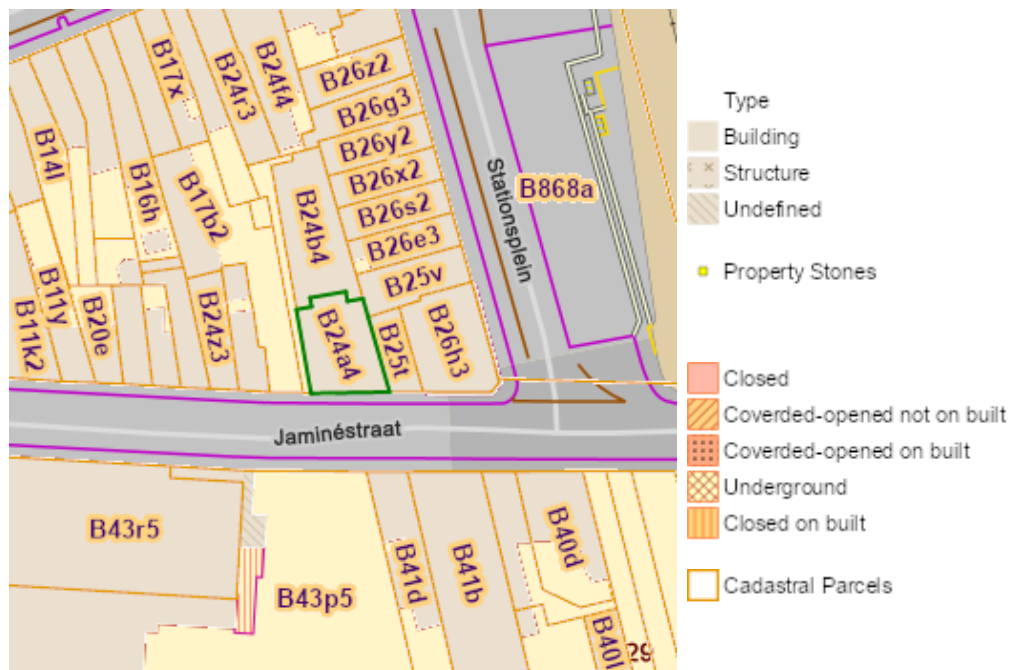 B17x
B24r3
B24f4
B26z2
B26g3
B26y2
B26x2
B26s2
B26e3
B25v
B14l
B16h
B17b2
B24b4
Stationsplein
B868a
B11y
B11k2
B20e
B24z3
B24a4
B25t
B26h3
Jaminéstraat
B43r5
B43p5
B41d
B41b
B40d
29
Type
Building
Structure
Undefined
Property Stones
Closed
Coverded-opened not on built
Coverded-opened on built
Underground
Closed on built
Cadastral Parcels